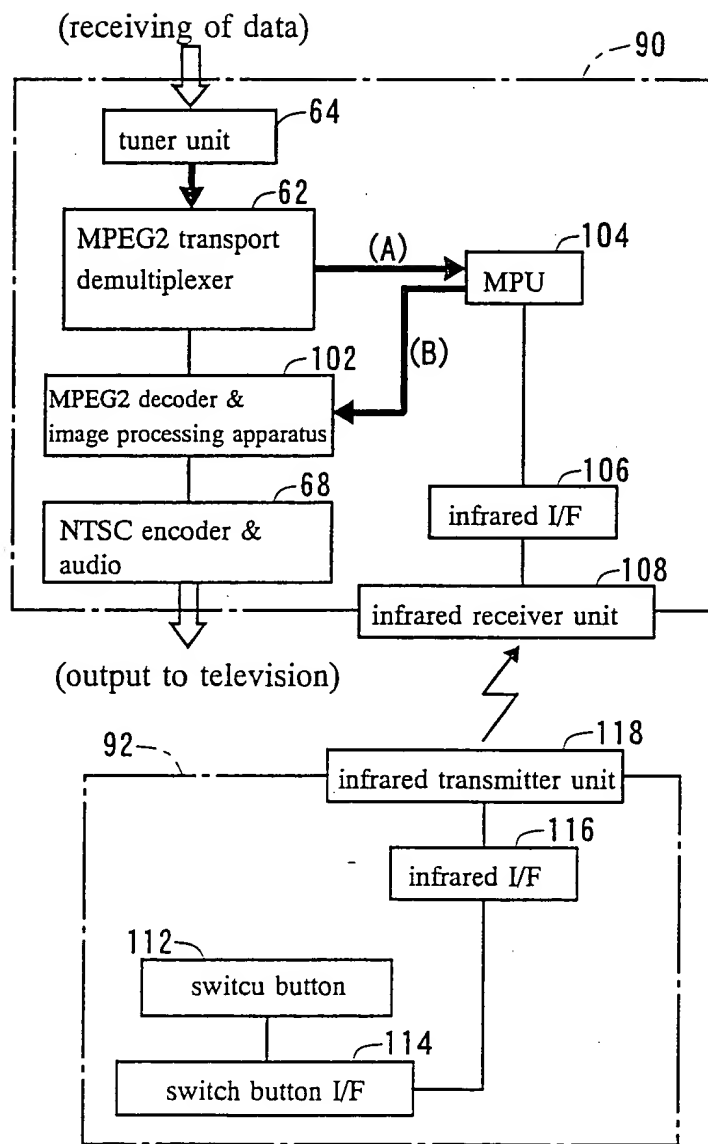 (receiving of data)
90
64
tuner unit
62
MPEG2 transport
demultiplexer
(A)
104
MPU
(B)
102
MPEG2 decoder &
image processing apparatus
106
infrared I/F
68
NTSC encoder &
audio
108
infrared receiver unit
(output to television)
92
118
infrared transmitter unit
116
infrared I/F
112
switcu button
114
switch button I/F